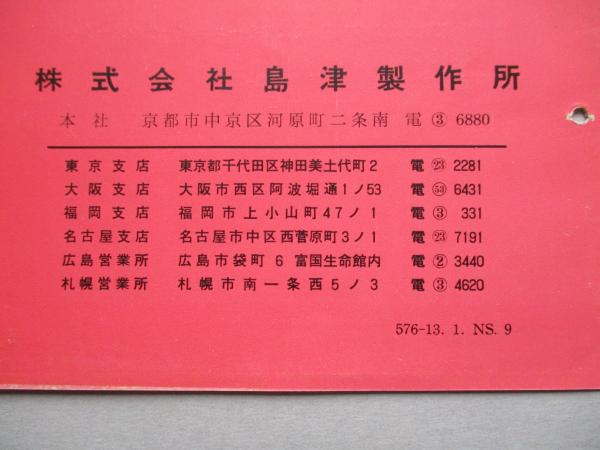 株式会社島津製作所
本社 京都市中京区河原町二条南 電 ③ 6880
東京支店 東京都千代田区神田美土代町2 電 ㉓ 2281
大阪支店 大阪市西区阿波堀通1ノ53 電 (53) 6431
福岡支店 福岡市上小山町47ノ1 電 ③ 331
名古屋支店 名古屋市中区西菅原町3ノ1 電 ㉓ 7191
広島営業所 広島市袋町6 富国生命館内 電 ② 3440
札幌営業所 札幌市南一条西5ノ3 電 ③ 4620
576-13. 1. NS. 9